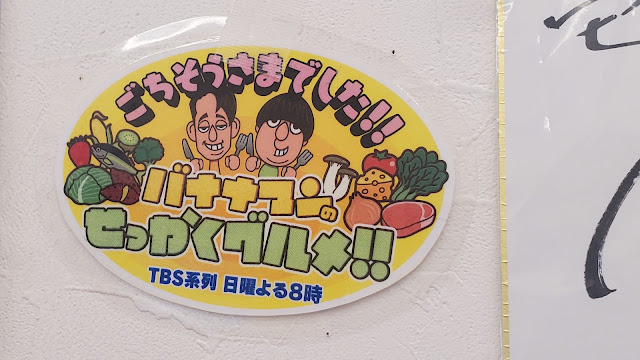 ごちそうさまでした!!
バナナマンの
せっかくグルメ!!
TBS系列 日曜よる8時